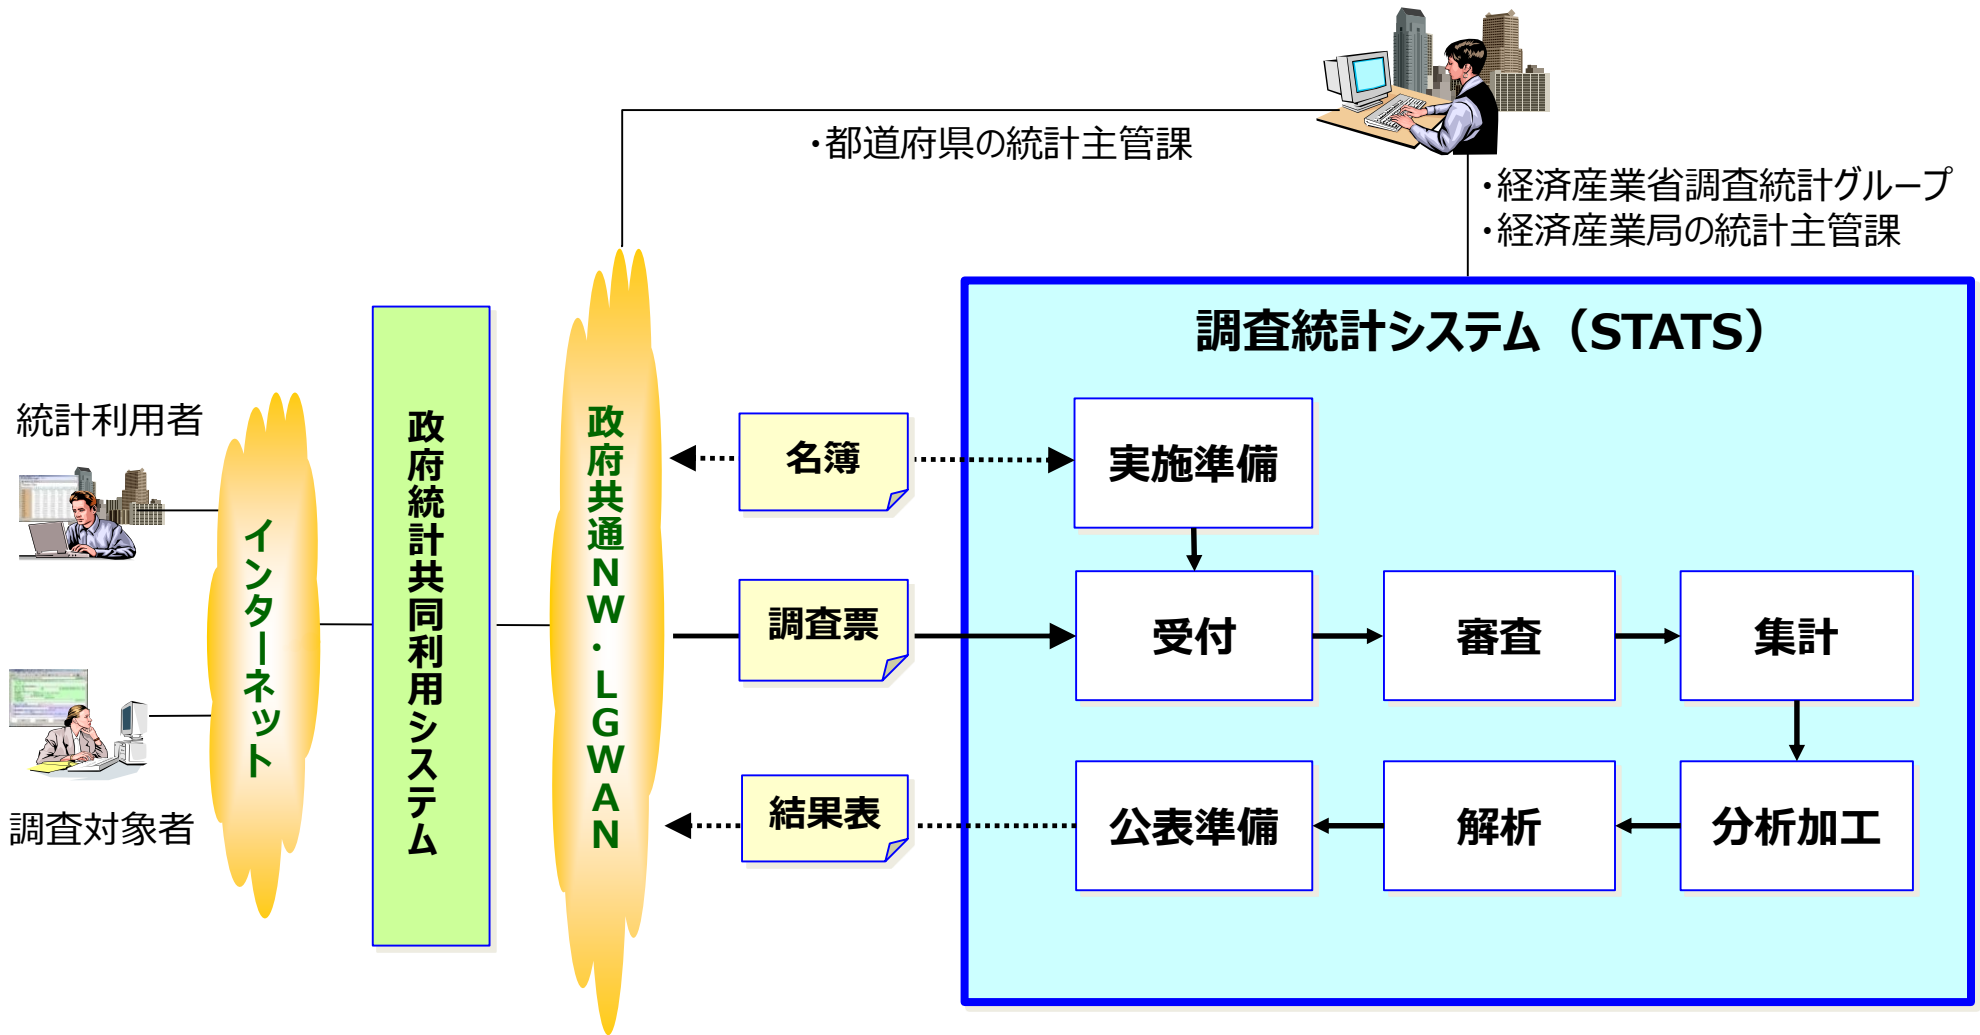 ・都道府県の統計主管課
・経済産業省調査統計グループ
・経済産業局の統計主管課
調査統計システム（STATS）
統計利用者
調査対象者
インターネット
政府統計共同利用システム
政府共通NW・LGWAN
名簿
調査票
結果表
実施準備
受付
審査
集計
公表準備
解析
分析加工